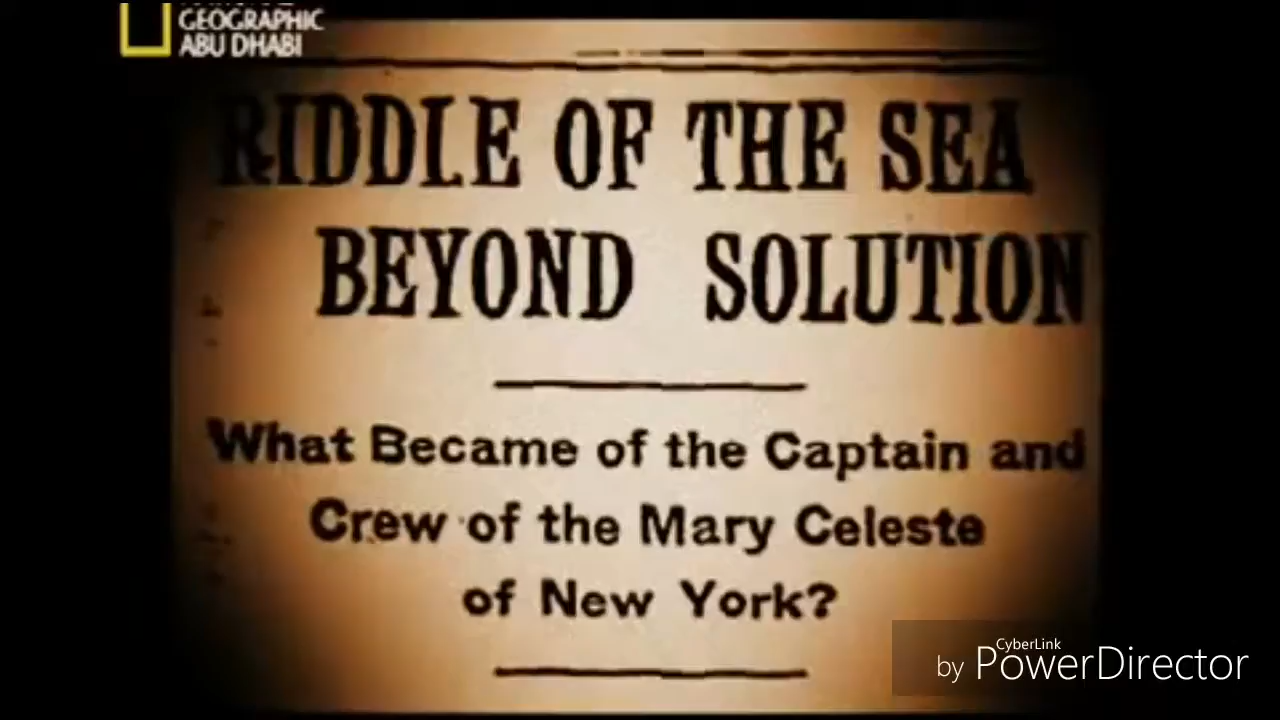 GEOGRAPHIC
ABU DHABI
RIDDLE OF THE SEA
BEYOND SOLUTION
What Became of the Captain and
Crew of the Mary Celeste
of New York?
CyberLink
by PowerDirector